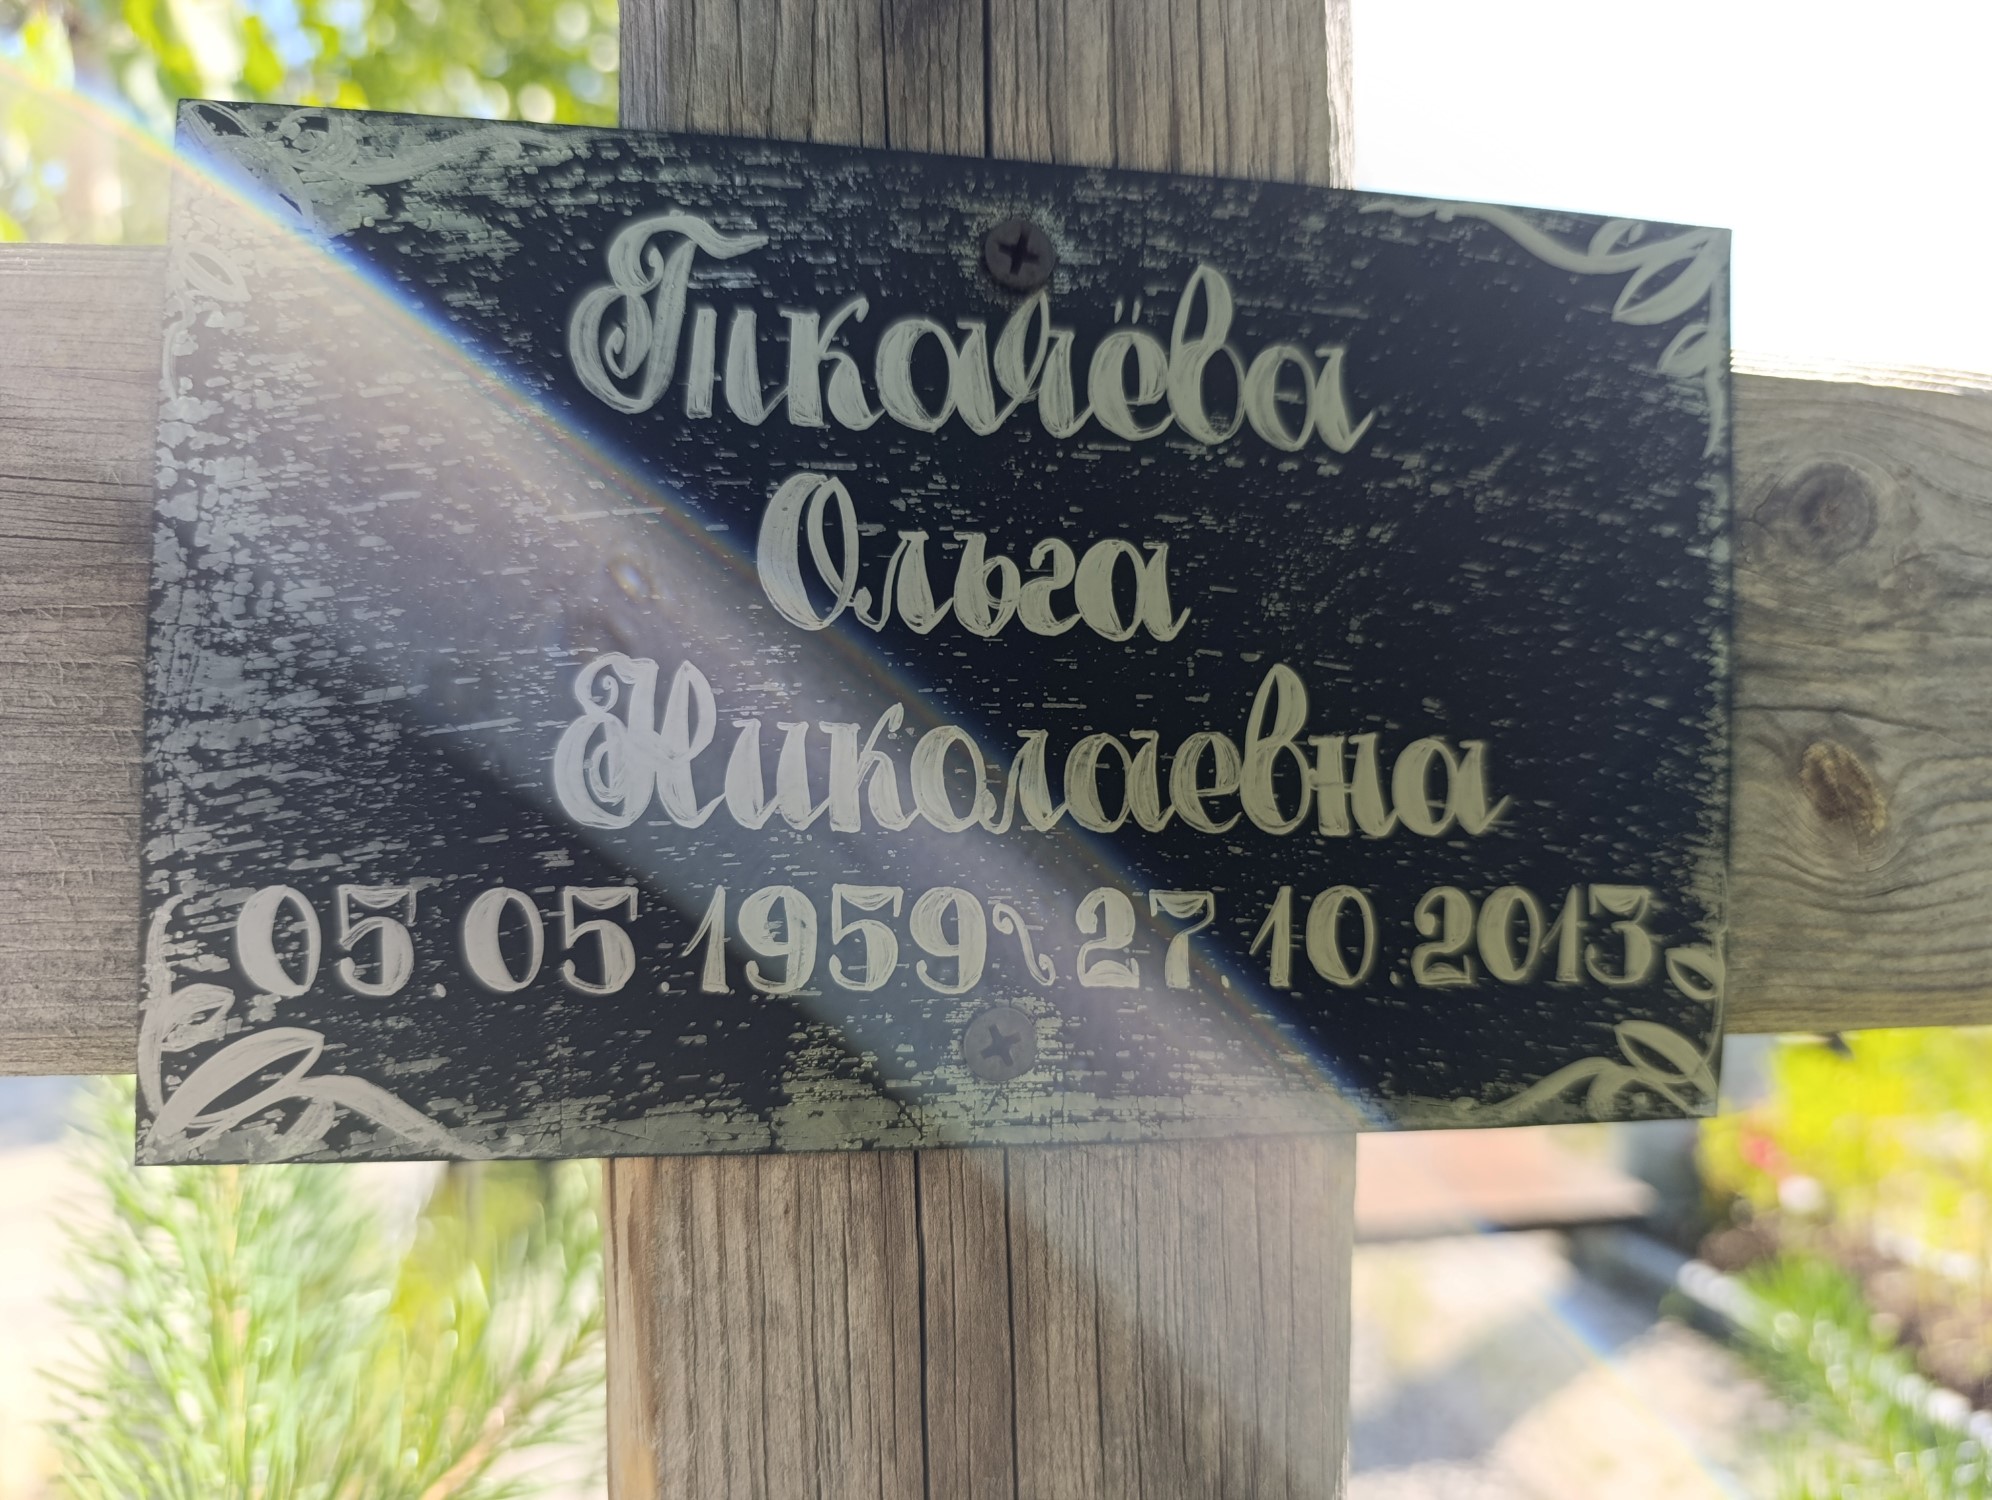 Ткачёва
Ольга
Николаевна
05.05.1959 ~ 27.10.2013